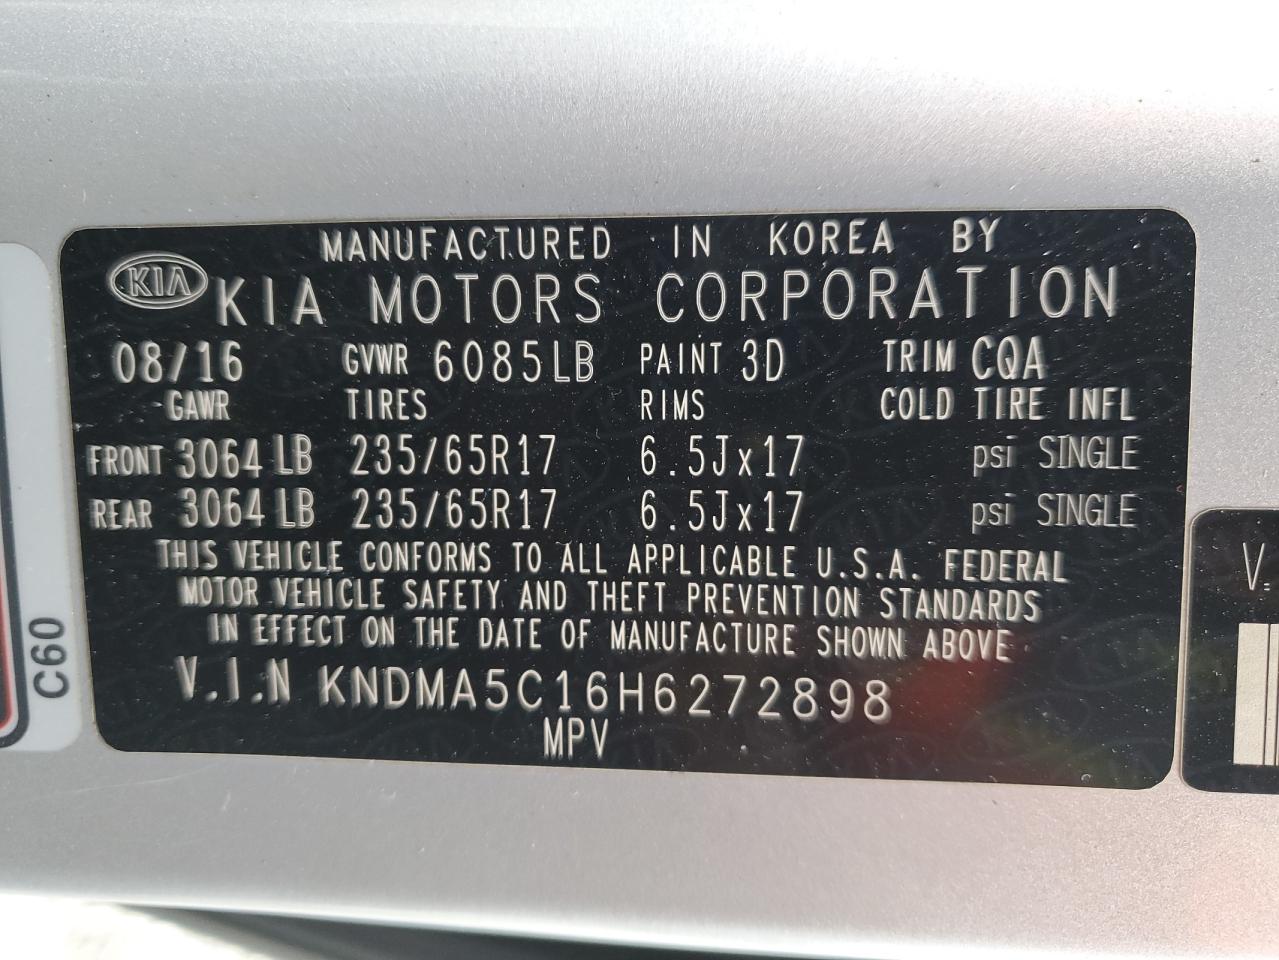 MANUFACTURED IN KOREA BY
KIA KIA MOTORS CORPORATION
08/16 GVWR 6085LB PAINT 3D TRIM CQA
GAWR TIRES RIMS COLD TIRE INFL
FRONT 3064 LB 235/65R17 6.5Jx17 psi SINGLE
REAR 3064 LB 235/65R17 6.5Jx17 psi SINGLE
THIS VEHICLE CONFORMS TO ALL APPLICABLE U.S.A. FEDERAL
MOTOR VEHICLE SAFETY AND THEFT PREVENTION STANDARDS
IN EFFECT ON THE DATE OF MANUFACTURE SHOWN ABOVE.
V.I.N KNDMA5C16H6272898
MPV
C60
V.